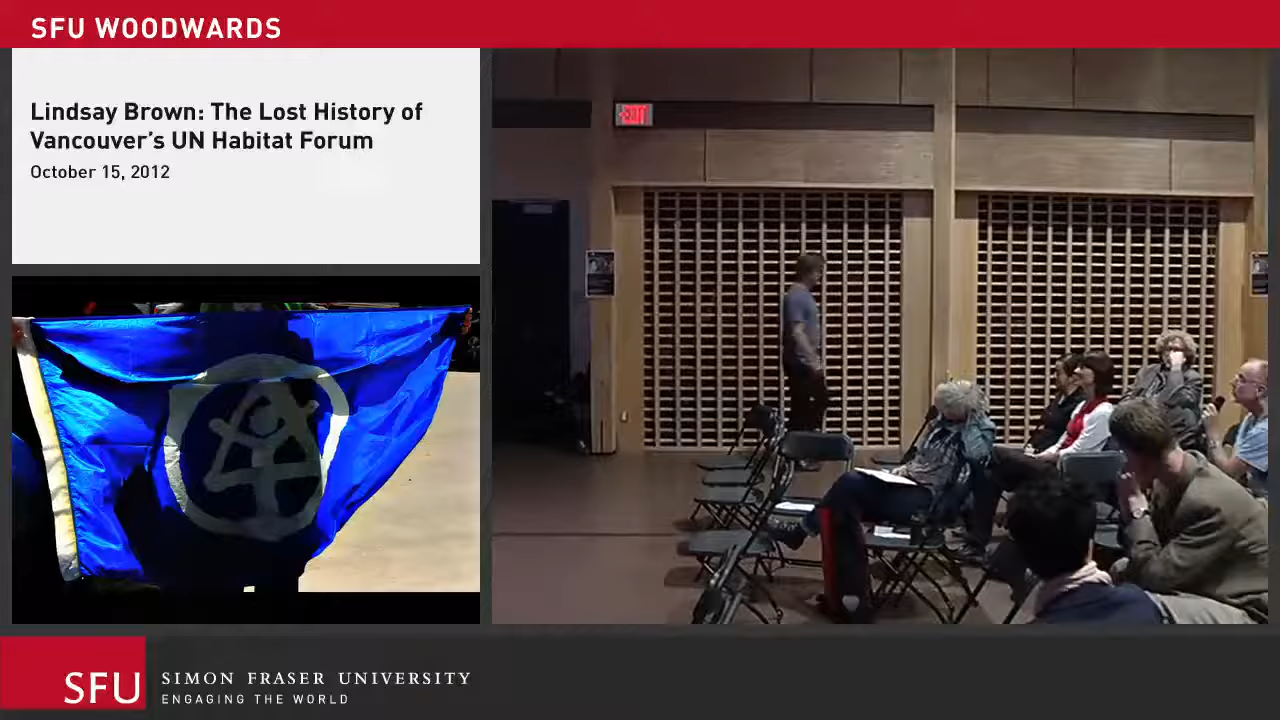 SFU WOODWARDS
Lindsay Brown: The Lost History of
Vancouver's UN Habitat Forum
October 15, 2012
EXIT
SFU
SIMON FRASER UNIVERSITY
ENGAGING THE WORLD